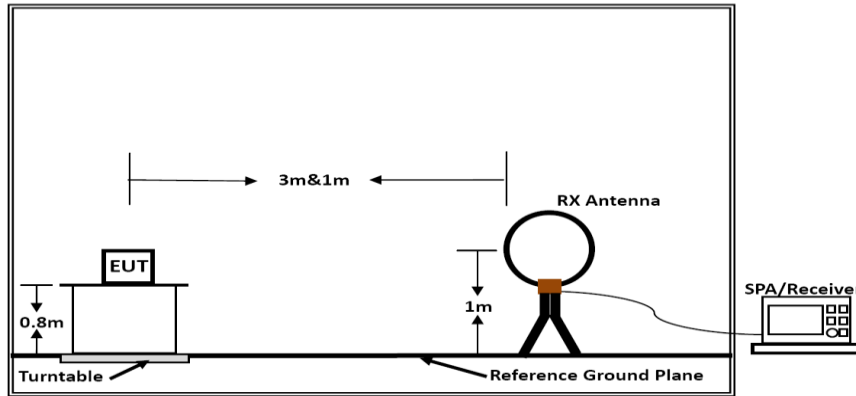 3m&1m
RX Antenna
EUT
SPA/Receiver
0.8m
1m
Turntable
Reference Ground Plane